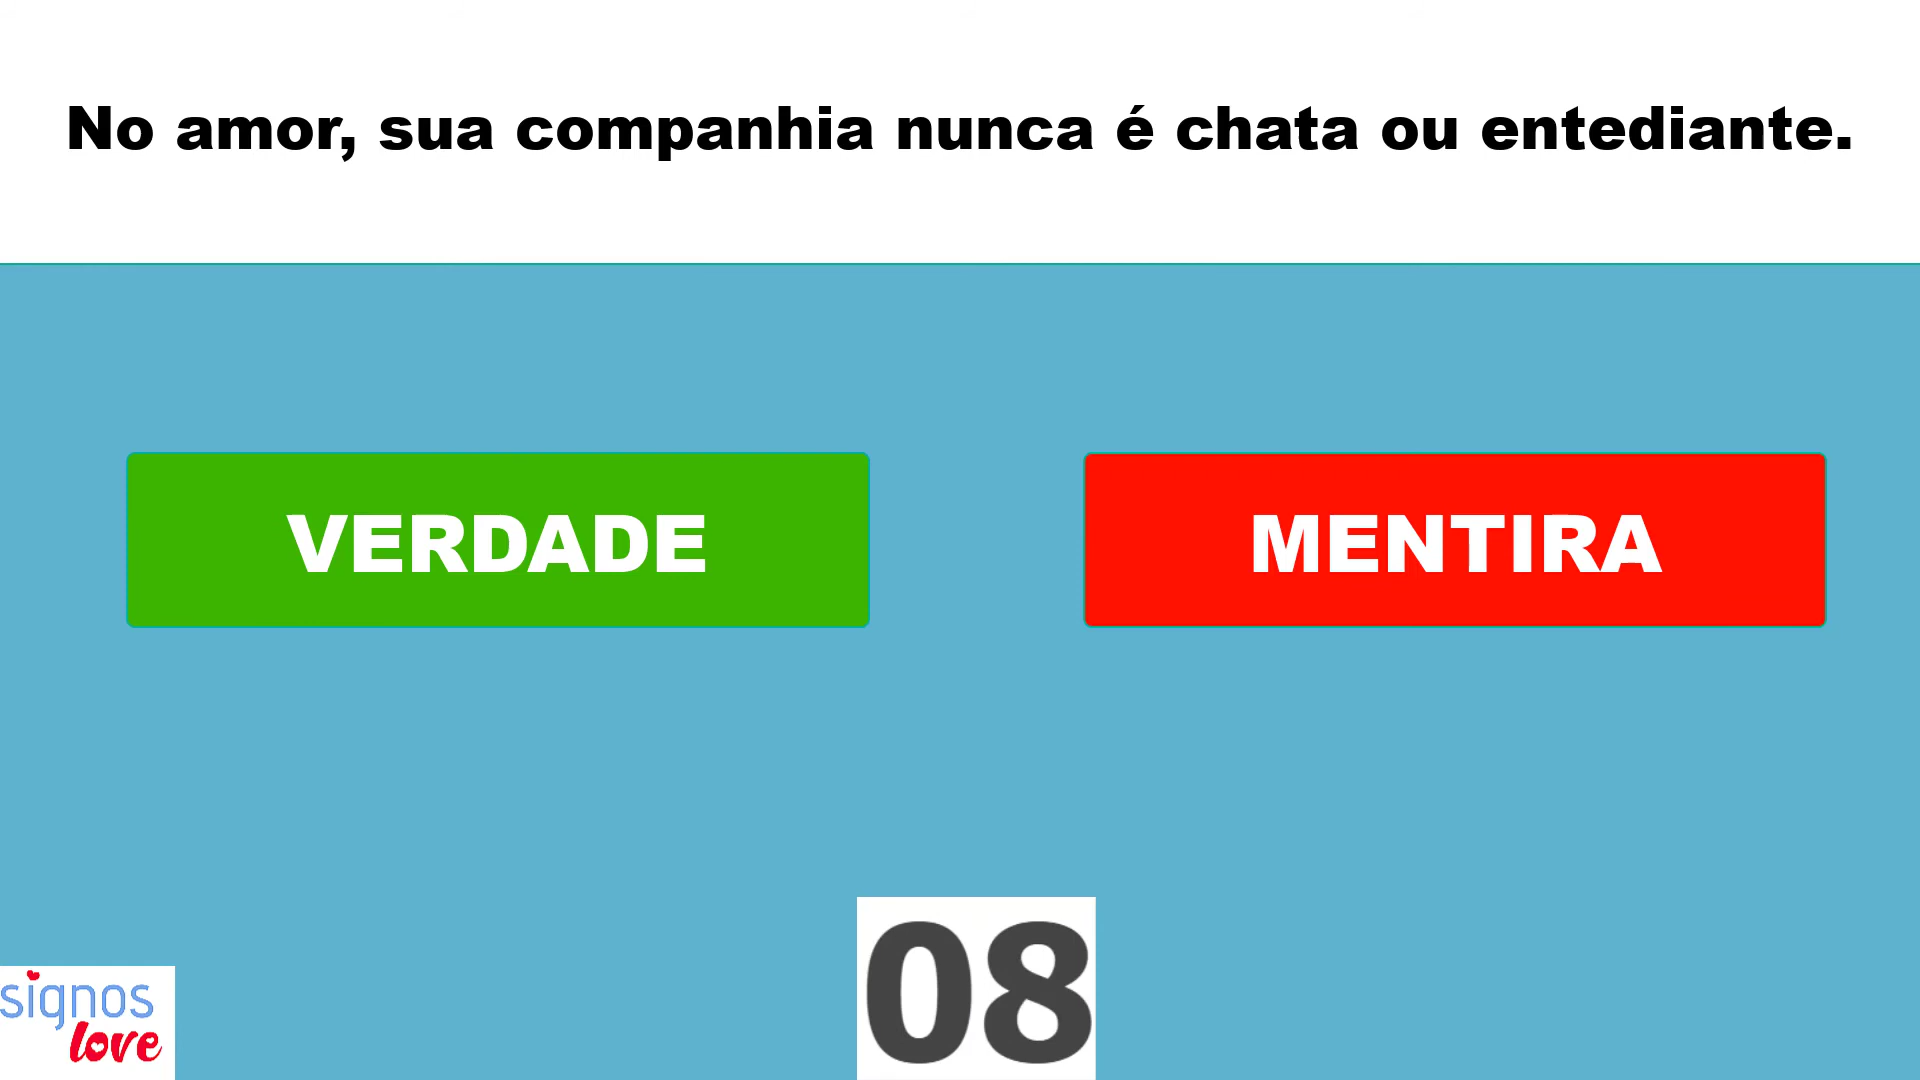 No amor, sua companhia nunca é chata ou entediante.
VERDADE
MENTIRA
08
signos
love